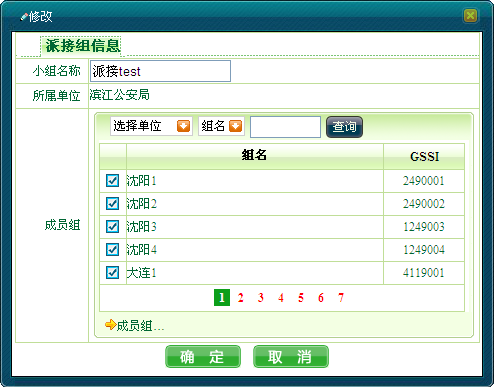 修改
派接组信息
小组名称 派接test
所属单位 滨江公安局
成员组
选择单位 组名 查询
组名 GSSI
沈阳1 2490001
沈阳2 2490002
沈阳3 1249003
沈阳4 1249004
大连1 4119001
1 2 3 4 5 6 7
成员组...
确 定 取 消